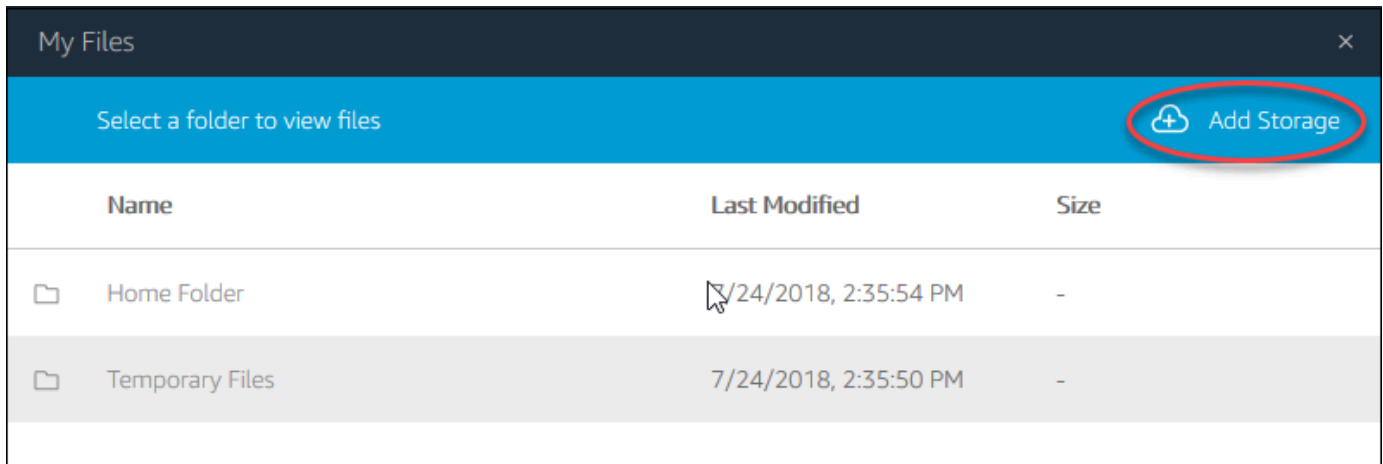 My Files
Select a folder to view files Add Storage
Name Last Modified Size
Home Folder 7/24/2018, 2:35:54 PM -
Temporary Files 7/24/2018, 2:35:50 PM -